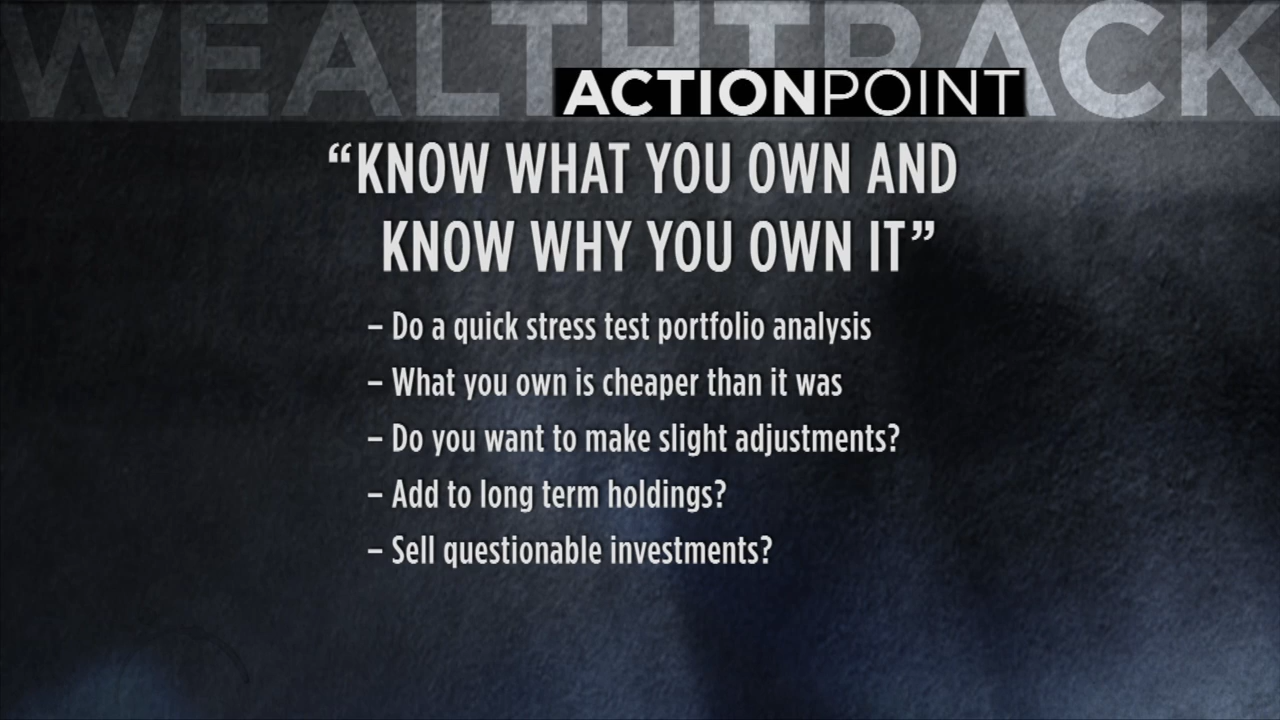 WEALTHTRACK
ACTIONPOINT
“KNOW WHAT YOU OWN AND
KNOW WHY YOU OWN IT”
– Do a quick stress test portfolio analysis
– What you own is cheaper than it was
– Do you want to make slight adjustments?
– Add to long term holdings?
– Sell questionable investments?